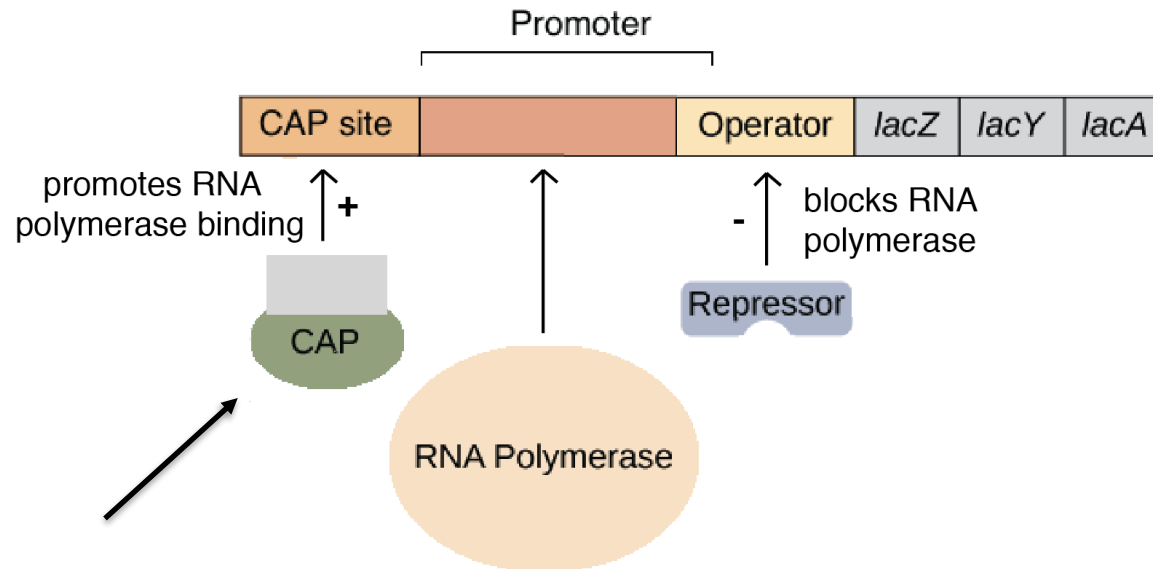 Promoter
CAP site
Operator
lacZ
lacY
lacA
promotes RNA
polymerase binding
+
-
blocks RNA
polymerase
CAP
Repressor
RNA Polymerase